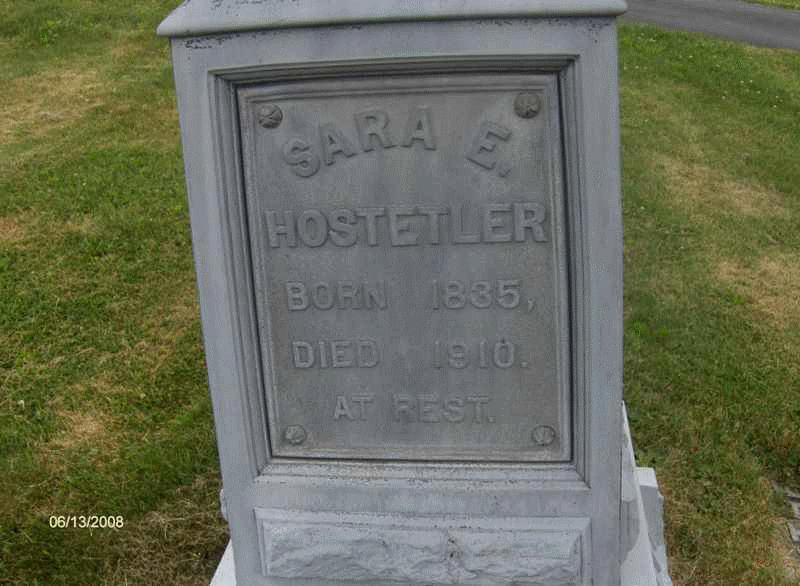 SARA E.
HOSTETLER
BORN 1835,
DIED 1910.
AT REST.
06/13/2008